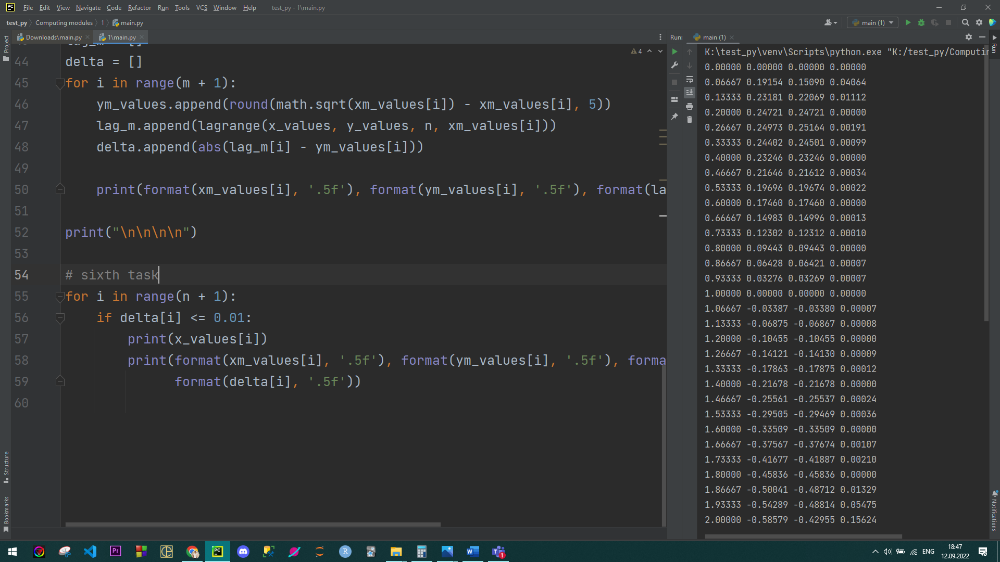 File Edit View Navigate Code Refactor Run Tools VCS Window Help test_py - 1\main.py
test_py Computing modules 1 main.py
main (1)
Downloads\main.py
1\main.py
Run: main (1)
Project
Structure
Bookmarks
Run
Notifications
4
44 delta = []
45 for i in range(m + 1):
46 ym_values.append(round(math.sqrt(xm_values[i]) - xm_values[i], 5))
47 lag_m.append(lagrange(x_values, y_values, n, xm_values[i]))
48 delta.append(abs(lag_m[i] - ym_values[i]))
49
50 print(format(xm_values[i], '.5f'), format(ym_values[i], '.5f'), format(la
51
52 print("\n\n\n\n")
53
54 # sixth task
55 for i in range(n + 1):
56 if delta[i] <= 0.01:
57 print(x_values[i])
58 print(format(xm_values[i], '.5f'), format(ym_values[i], '.5f'), forma
59 format(delta[i], '.5f'))
60
K:\test_py\venv\Scripts\python.exe "K:/test_py/Computin
0.00000 0.00000 0.00000 0.00000
0.06667 0.19154 0.15090 0.04064
0.13333 0.23181 0.22069 0.01112
0.20000 0.24721 0.24721 0.00000
0.26667 0.24973 0.25164 0.00191
0.33333 0.24402 0.24501 0.00099
0.40000 0.23246 0.23246 0.00000
0.46667 0.21646 0.21612 0.00034
0.53333 0.19696 0.19674 0.00022
0.60000 0.17460 0.17460 0.00000
0.66667 0.14983 0.14996 0.00013
0.73333 0.12302 0.12312 0.00010
0.80000 0.09443 0.09443 0.00000
0.86667 0.06428 0.06421 0.00007
0.93333 0.03276 0.03269 0.00007
1.00000 0.00000 0.00000 0.00000
1.06667 -0.03387 -0.03380 0.00007
1.13333 -0.06875 -0.06867 0.00008
1.20000 -0.10455 -0.10455 0.00000
1.26667 -0.14121 -0.14130 0.00009
1.33333 -0.17863 -0.17875 0.00012
1.40000 -0.21678 -0.21678 0.00000
1.46667 -0.25561 -0.25537 0.00024
1.53333 -0.29505 -0.29469 0.00036
1.60000 -0.33509 -0.33509 0.00000
1.66667 -0.37567 -0.37674 0.00107
1.73333 -0.41677 -0.41887 0.00210
1.80000 -0.45836 -0.45836 0.00000
1.86667 -0.50041 -0.48712 0.01329
1.93333 -0.54289 -0.48814 0.05475
2.00000 -0.58579 -0.42955 0.15624
ENG
18:47
12.09.2022